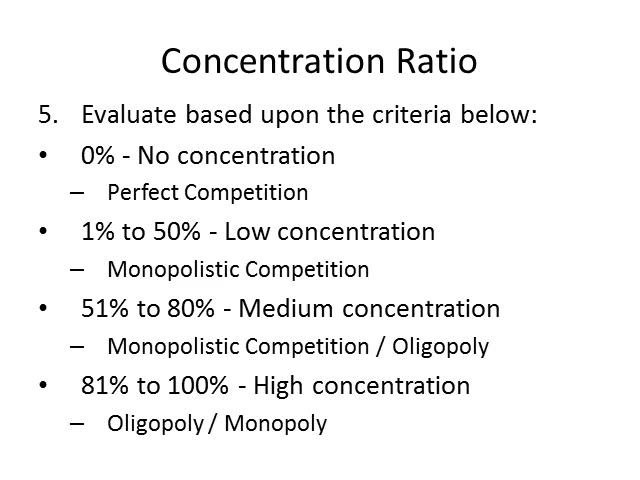 Concentration Ratio
5. Evaluate based upon the criteria below:
• 0% - No concentration
– Perfect Competition
• 1% to 50% - Low concentration
– Monopolistic Competition
• 51% to 80% - Medium concentration
– Monopolistic Competition / Oligopoly
• 81% to 100% - High concentration
– Oligopoly / Monopoly